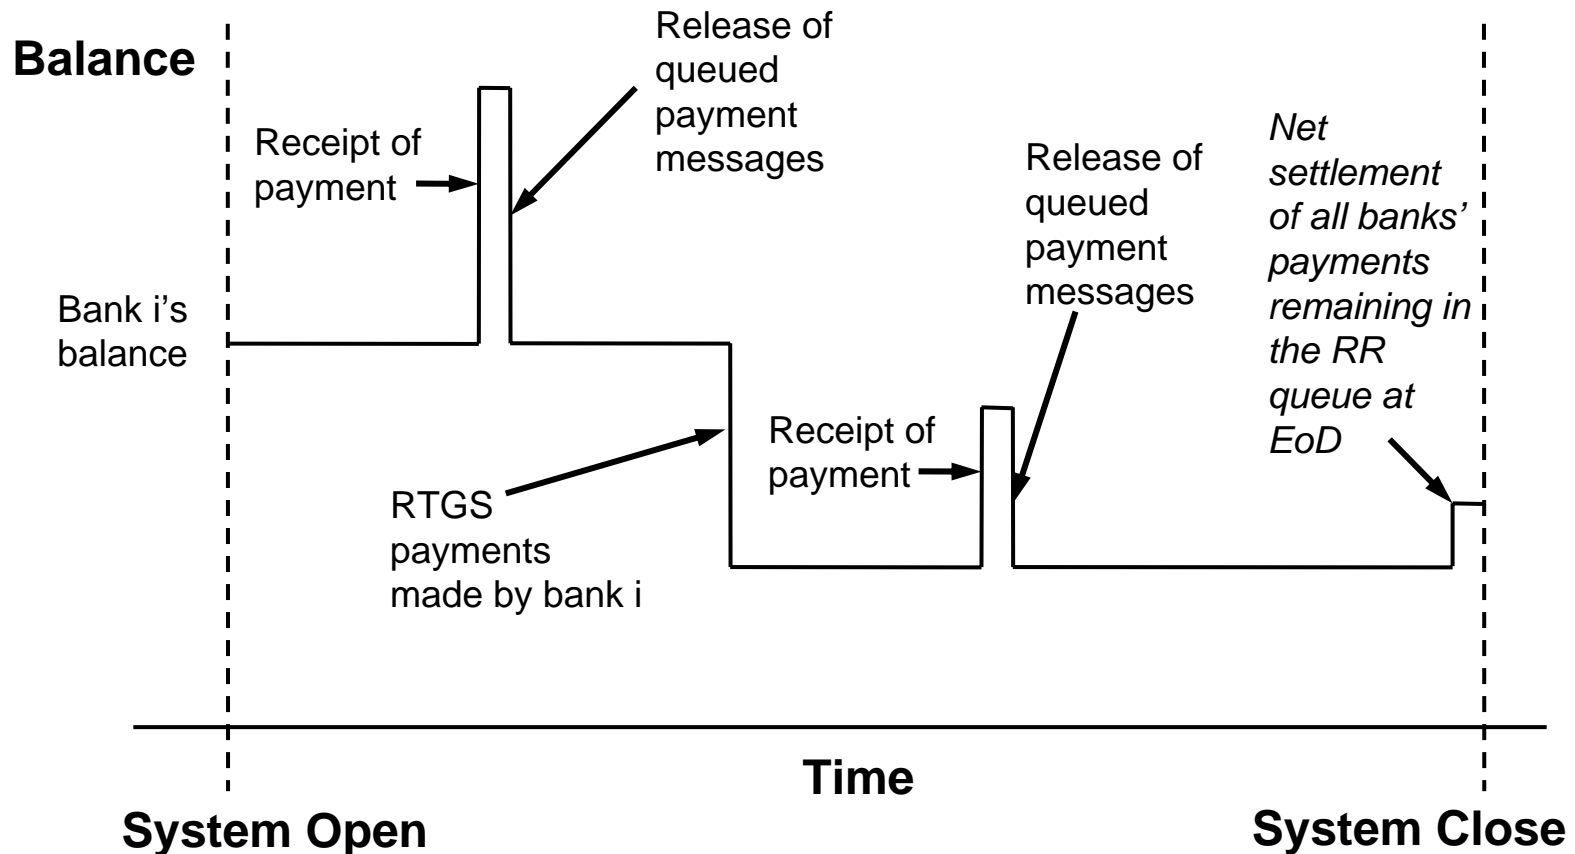 Balance
Release of
queued
payment
messages
Receipt of
payment
Release of
queued
payment
messages
Net
settlement
of all banks’
payments
remaining in
the RR
queue at
EoD
Bank i’s
balance
Receipt of
payment
RTGS
payments
made by bank i
Time
System Open
System Close